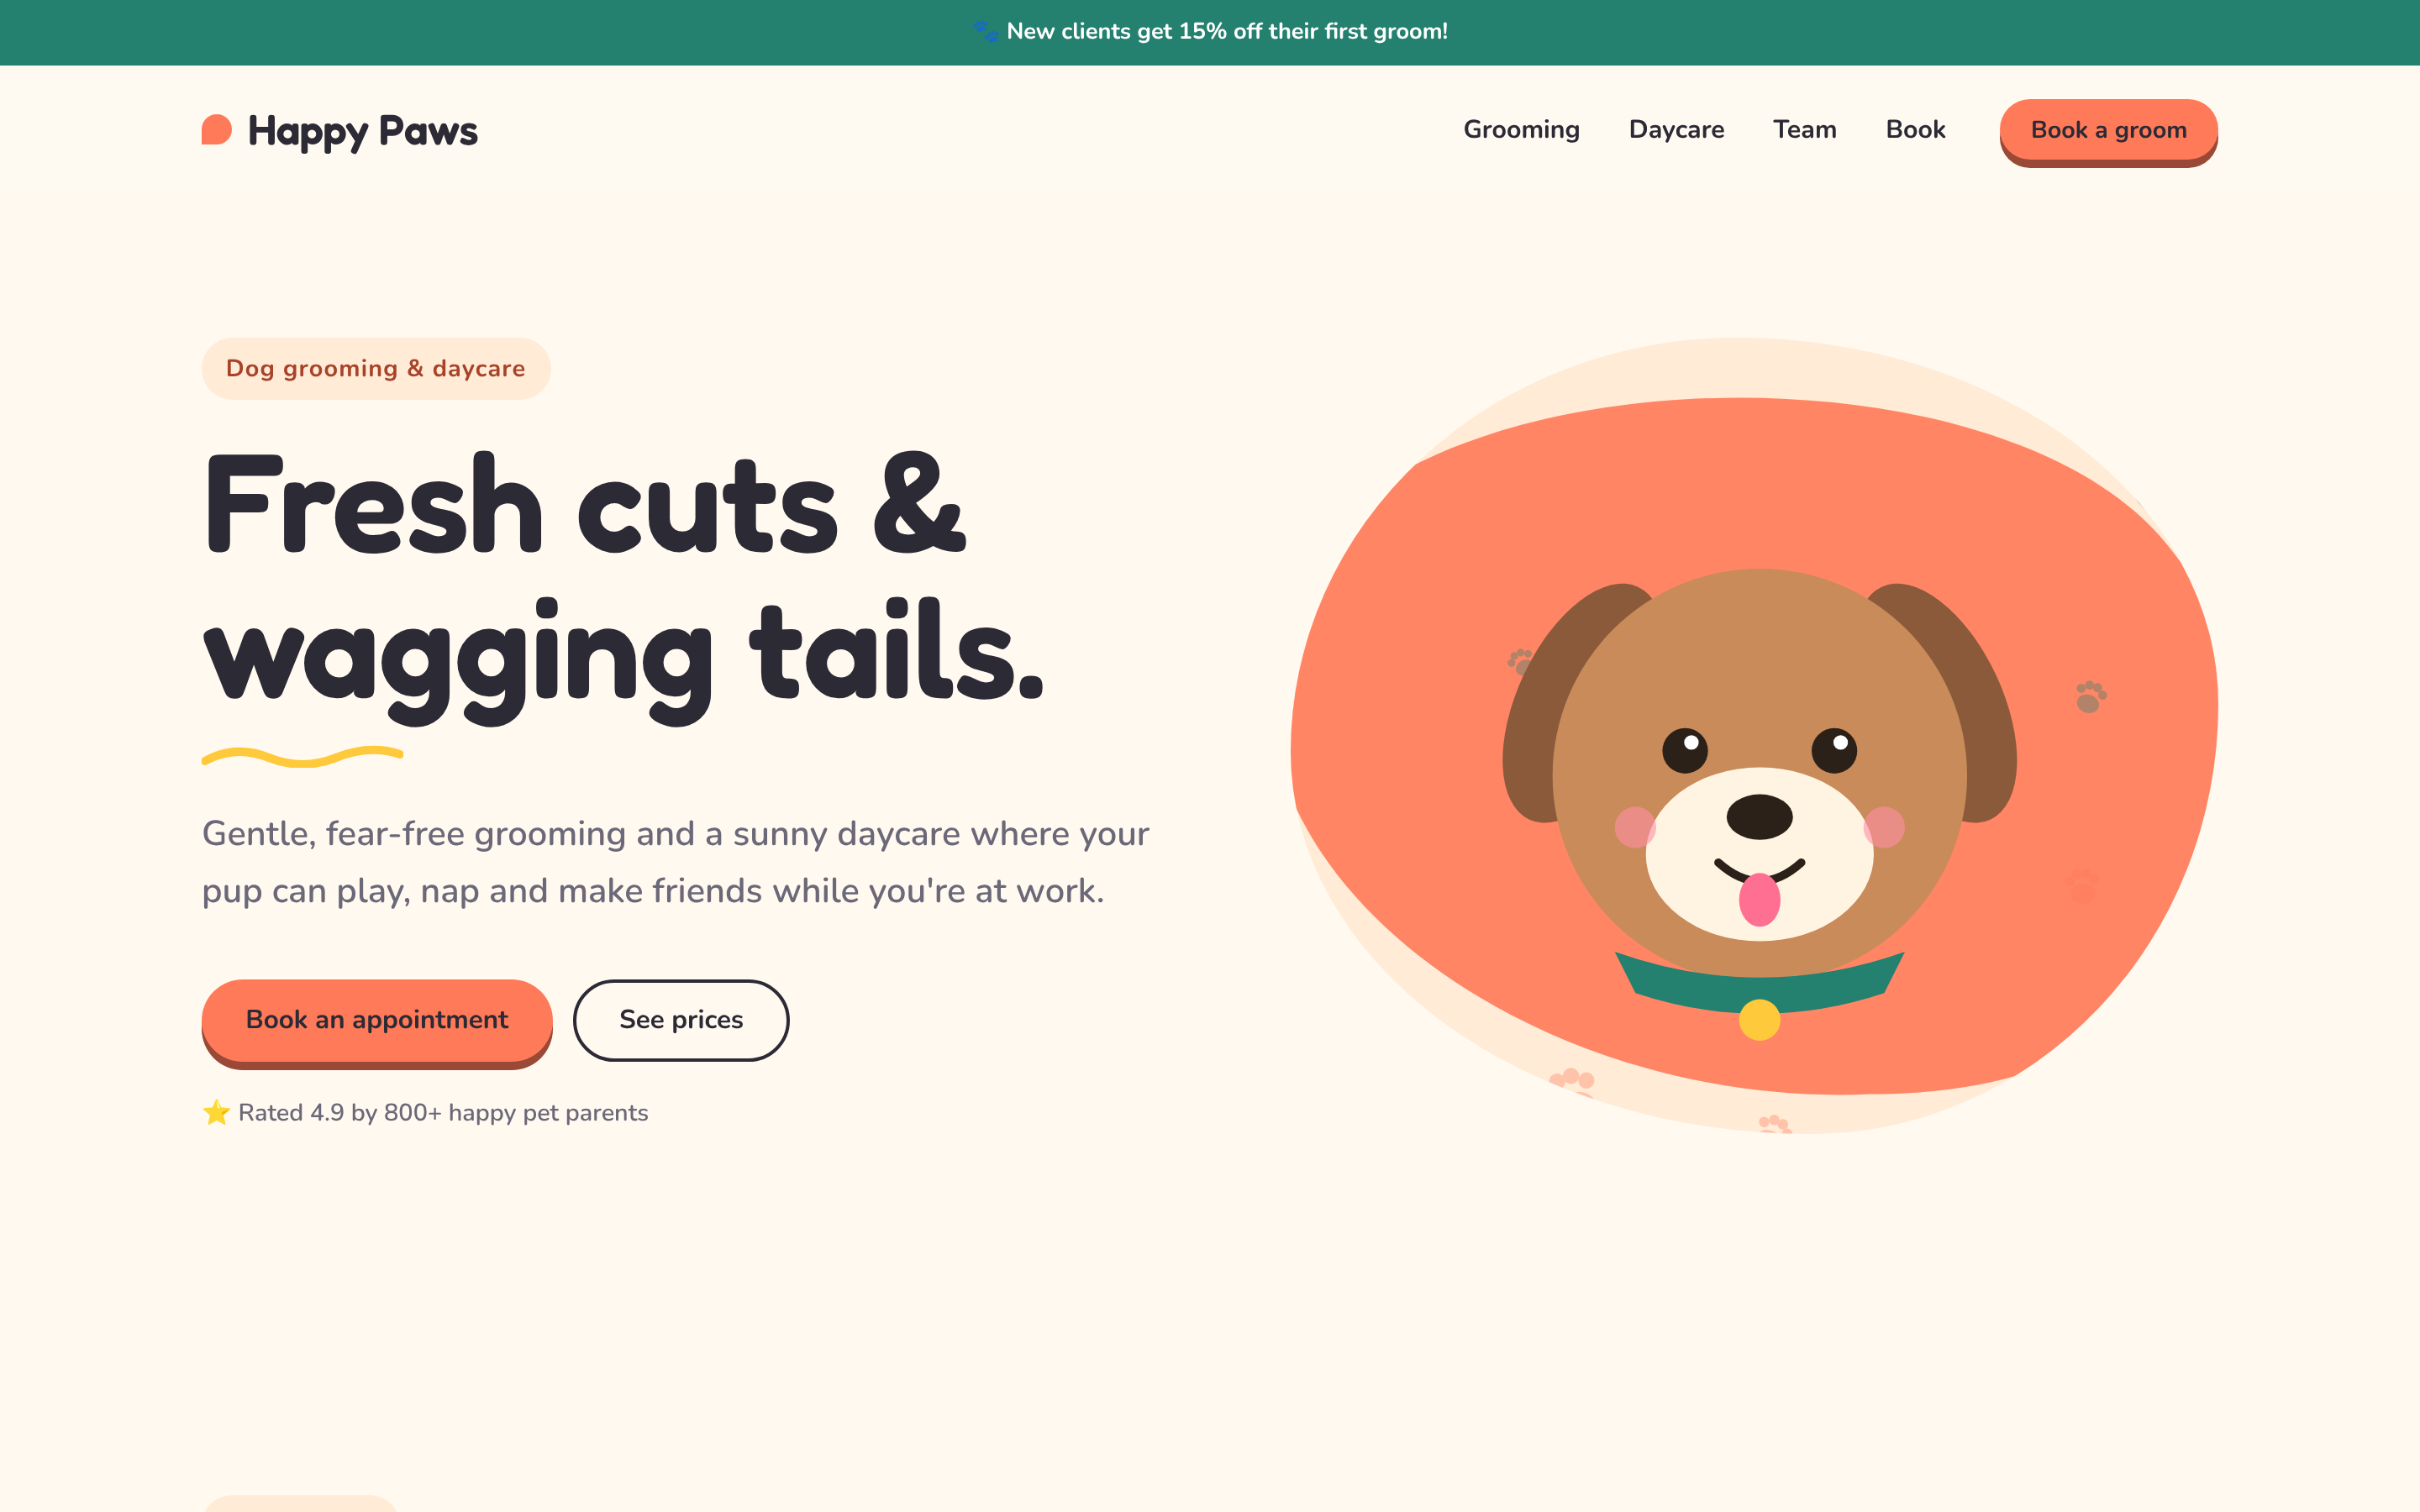 🐾 New clients get 15% off their first groom!
Happy Paws
Grooming
Daycare
Team
Book
Book a groom
Dog grooming & daycare
Fresh cuts &
wagging tails.
Gentle, fear-free grooming and a sunny daycare where your
pup can play, nap and make friends while you're at work.
Book an appointment
See prices
⭐ Rated 4.9 by 800+ happy pet parents